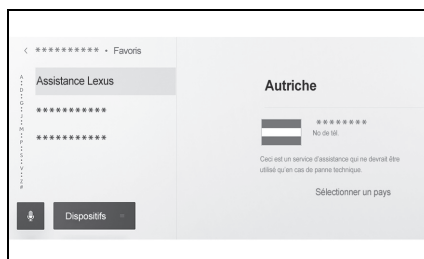 < ********** • Favoris
Assistance Lexus
***********
***********
A
D
G
J
M
P
S
V
Z
#
Dispositifs
Autriche
********
No de tél.
Ceci est un service d'assistance qui ne devrait être
utilisé qu'en cas de panne technique.
Sélectionner un pays